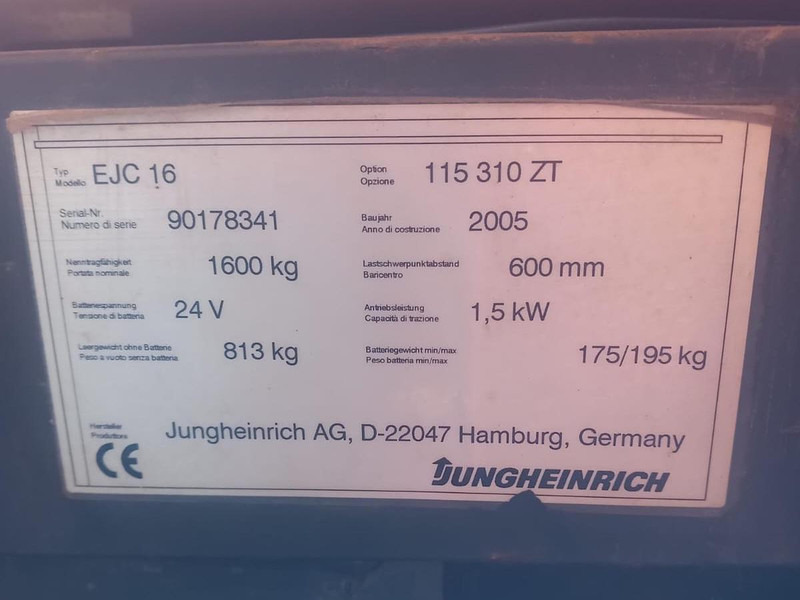 Typ
Modello EJC 16
Option
Opzione 115 310 ZT
Serial-Nr.
Numero di serie 90178341
Baujahr
Anno di costruzione 2005
Nenntragfähigkeit
Portata nominale 1600 kg
Lastschwerpunktabstand
Baricentro 600 mm
Batteriespannung
Tensione di batteria 24 V
Antriebsleistung
Capacità di trazione 1,5 kW
Leergewicht ohne Batterie
Peso a vuoto senza batteria 813 kg
Batteriegewicht min/max
Peso batteria min/max 175/195 kg
Hersteller
Produttore Jungheinrich AG, D-22047 Hamburg, Germany
CE
JUNGHEINRICH